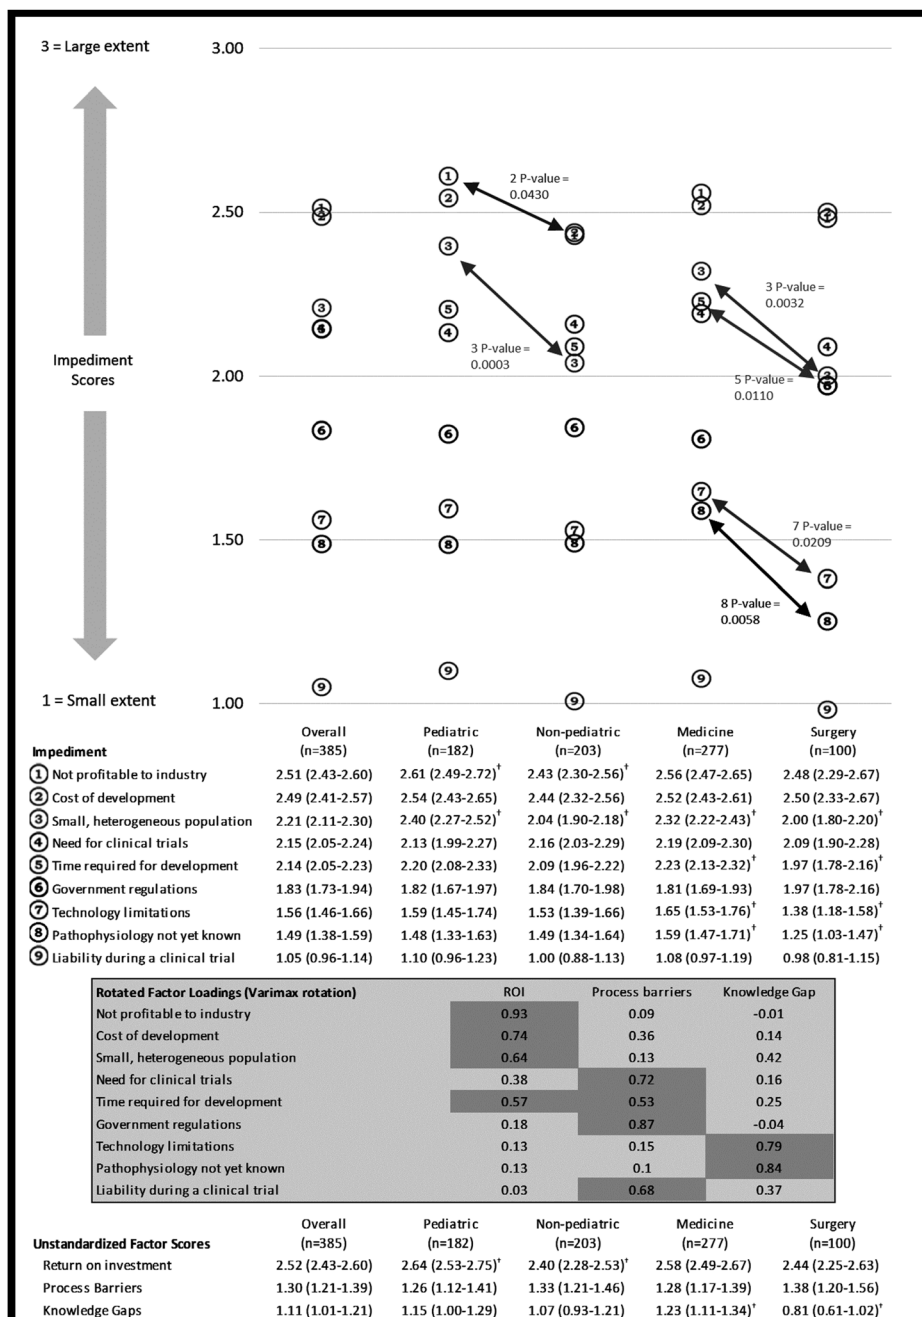 3 = Large extent
3.00
2 P-value =
0.0430
2.50
3 P-value =
0.0032
3 P-value =
0.0003
Impediment
Scores
2.00
5 P-value =
0.0110
7 P-value =
0.0209
1.50
8 P-value =
0.0058
1 = Small extent
1.00
Impediment Overall (n=385) Pediatric (n=182) Non-pediatric (n=203) Medicine (n=277) Surgery (n=100)
1 Not profitable to industry 2.51 (2.43-2.60) 2.61 (2.49-2.72)† 2.43 (2.30-2.56)† 2.56 (2.47-2.65) 2.48 (2.29-2.67)
2 Cost of development 2.49 (2.41-2.57) 2.54 (2.43-2.65) 2.44 (2.32-2.56) 2.52 (2.43-2.61) 2.50 (2.33-2.67)
3 Small, heterogeneous population 2.21 (2.11-2.30) 2.40 (2.27-2.52)† 2.04 (1.90-2.18)† 2.32 (2.22-2.43)† 2.00 (1.80-2.20)†
4 Need for clinical trials 2.15 (2.05-2.24) 2.13 (1.99-2.27) 2.16 (2.03-2.29) 2.19 (2.09-2.30) 2.09 (1.90-2.28)
5 Time required for development 2.14 (2.05-2.23) 2.20 (2.08-2.33) 2.09 (1.96-2.22) 2.23 (2.13-2.32)† 1.97 (1.78-2.16)†
6 Government regulations 1.83 (1.73-1.94) 1.82 (1.67-1.97) 1.84 (1.70-1.98) 1.81 (1.69-1.93) 1.97 (1.78-2.16)
7 Technology limitations 1.56 (1.46-1.66) 1.59 (1.45-1.74) 1.53 (1.39-1.66) 1.65 (1.53-1.76)† 1.38 (1.18-1.58)†
8 Pathophysiology not yet known 1.49 (1.38-1.59) 1.48 (1.33-1.63) 1.49 (1.34-1.64) 1.59 (1.47-1.71)† 1.25 (1.03-1.47)†
9 Liability during a clinical trial 1.05 (0.96-1.14) 1.10 (0.96-1.23) 1.00 (0.88-1.13) 1.08 (0.97-1.19) 0.98 (0.81-1.15)
Rotated Factor Loadings (Varimax rotation) ROI Process barriers Knowledge Gap
Not profitable to industry 0.93 0.09 -0.01
Cost of development 0.74 0.36 0.14
Small, heterogeneous population 0.64 0.13 0.42
Need for clinical trials 0.38 0.72 0.16
Time required for development 0.57 0.53 0.25
Government regulations 0.18 0.87 -0.04
Technology limitations 0.13 0.15 0.79
Pathophysiology not yet known 0.13 0.1 0.84
Liability during a clinical trial 0.03 0.68 0.37
Unstandardized Factor Scores Overall (n=385) Pediatric (n=182) Non-pediatric (n=203) Medicine (n=277) Surgery (n=100)
Return on investment 2.52 (2.43-2.60) 2.64 (2.53-2.75)† 2.40 (2.28-2.53)† 2.58 (2.49-2.67) 2.44 (2.25-2.63)
Process Barriers 1.30 (1.21-1.39) 1.26 (1.12-1.41) 1.33 (1.21-1.46) 1.28 (1.17-1.39) 1.38 (1.20-1.56)
Knowledge Gaps 1.11 (1.01-1.21) 1.15 (1.00-1.29) 1.07 (0.93-1.21) 1.23 (1.11-1.34)† 0.81 (0.61-1.02)†